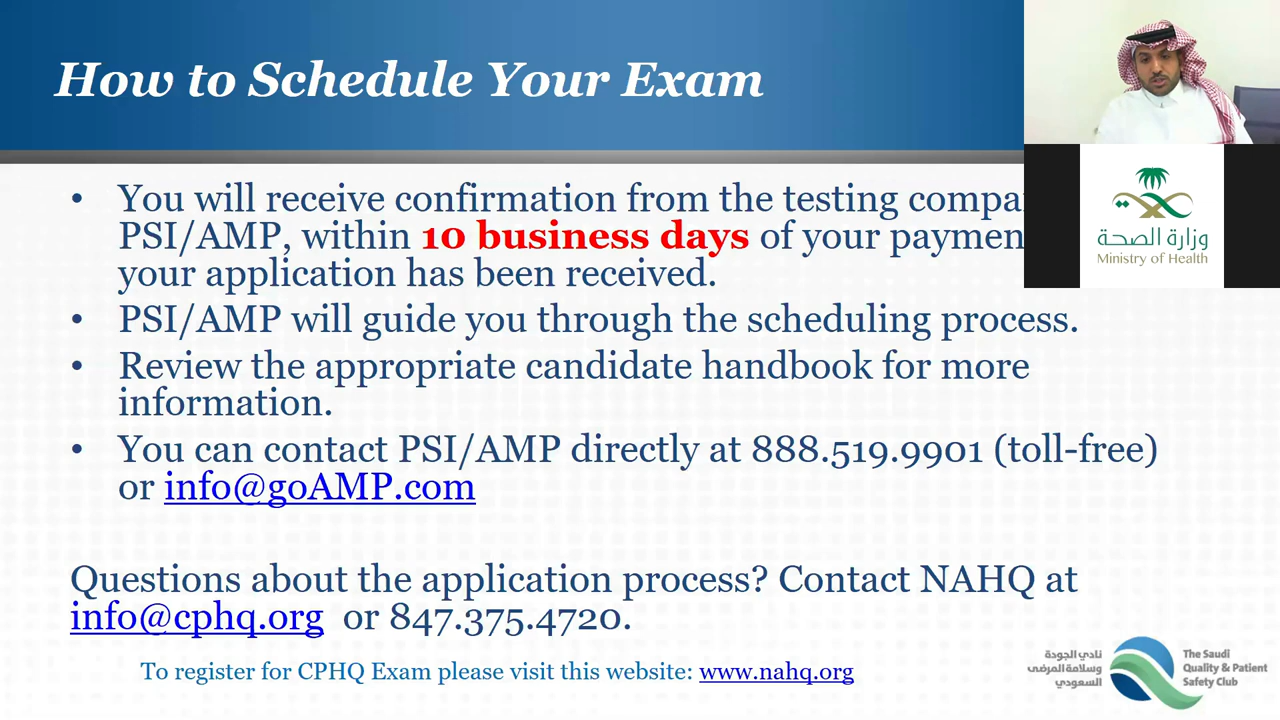 How to Schedule Your Exam
• You will receive confirmation from the testing compa
PSI/AMP, within 10 business days of your paymen
your application has been received.
• PSI/AMP will guide you through the scheduling process.
• Review the appropriate candidate handbook for more
information.
• You can contact PSI/AMP directly at 888.519.9901 (toll-free)
or info@goAMP.com
Questions about the application process? Contact NAHQ at
info@cphq.org or 847.375.4720.
To register for CPHQ Exam please visit this website: www.nahq.org
وزارة الصحة
Ministry of Health
نادي الجودة
وسلامة المرضى
السعودي
The Saudi
Quality & Patient
Safety Club